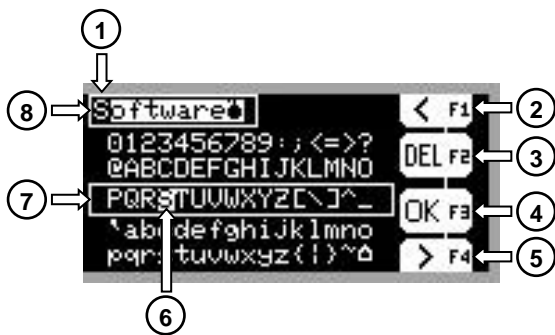 1
8 Software < F1 2
0123456789:;<=>?
@ABCDEFGHIJKLMNO DEL F2 3
7 PQRSTUVWXYZ[\]^_ OK F3 4
`abcdefghijklmno
pqrstuvwxyz{|}~ > F4 5
6